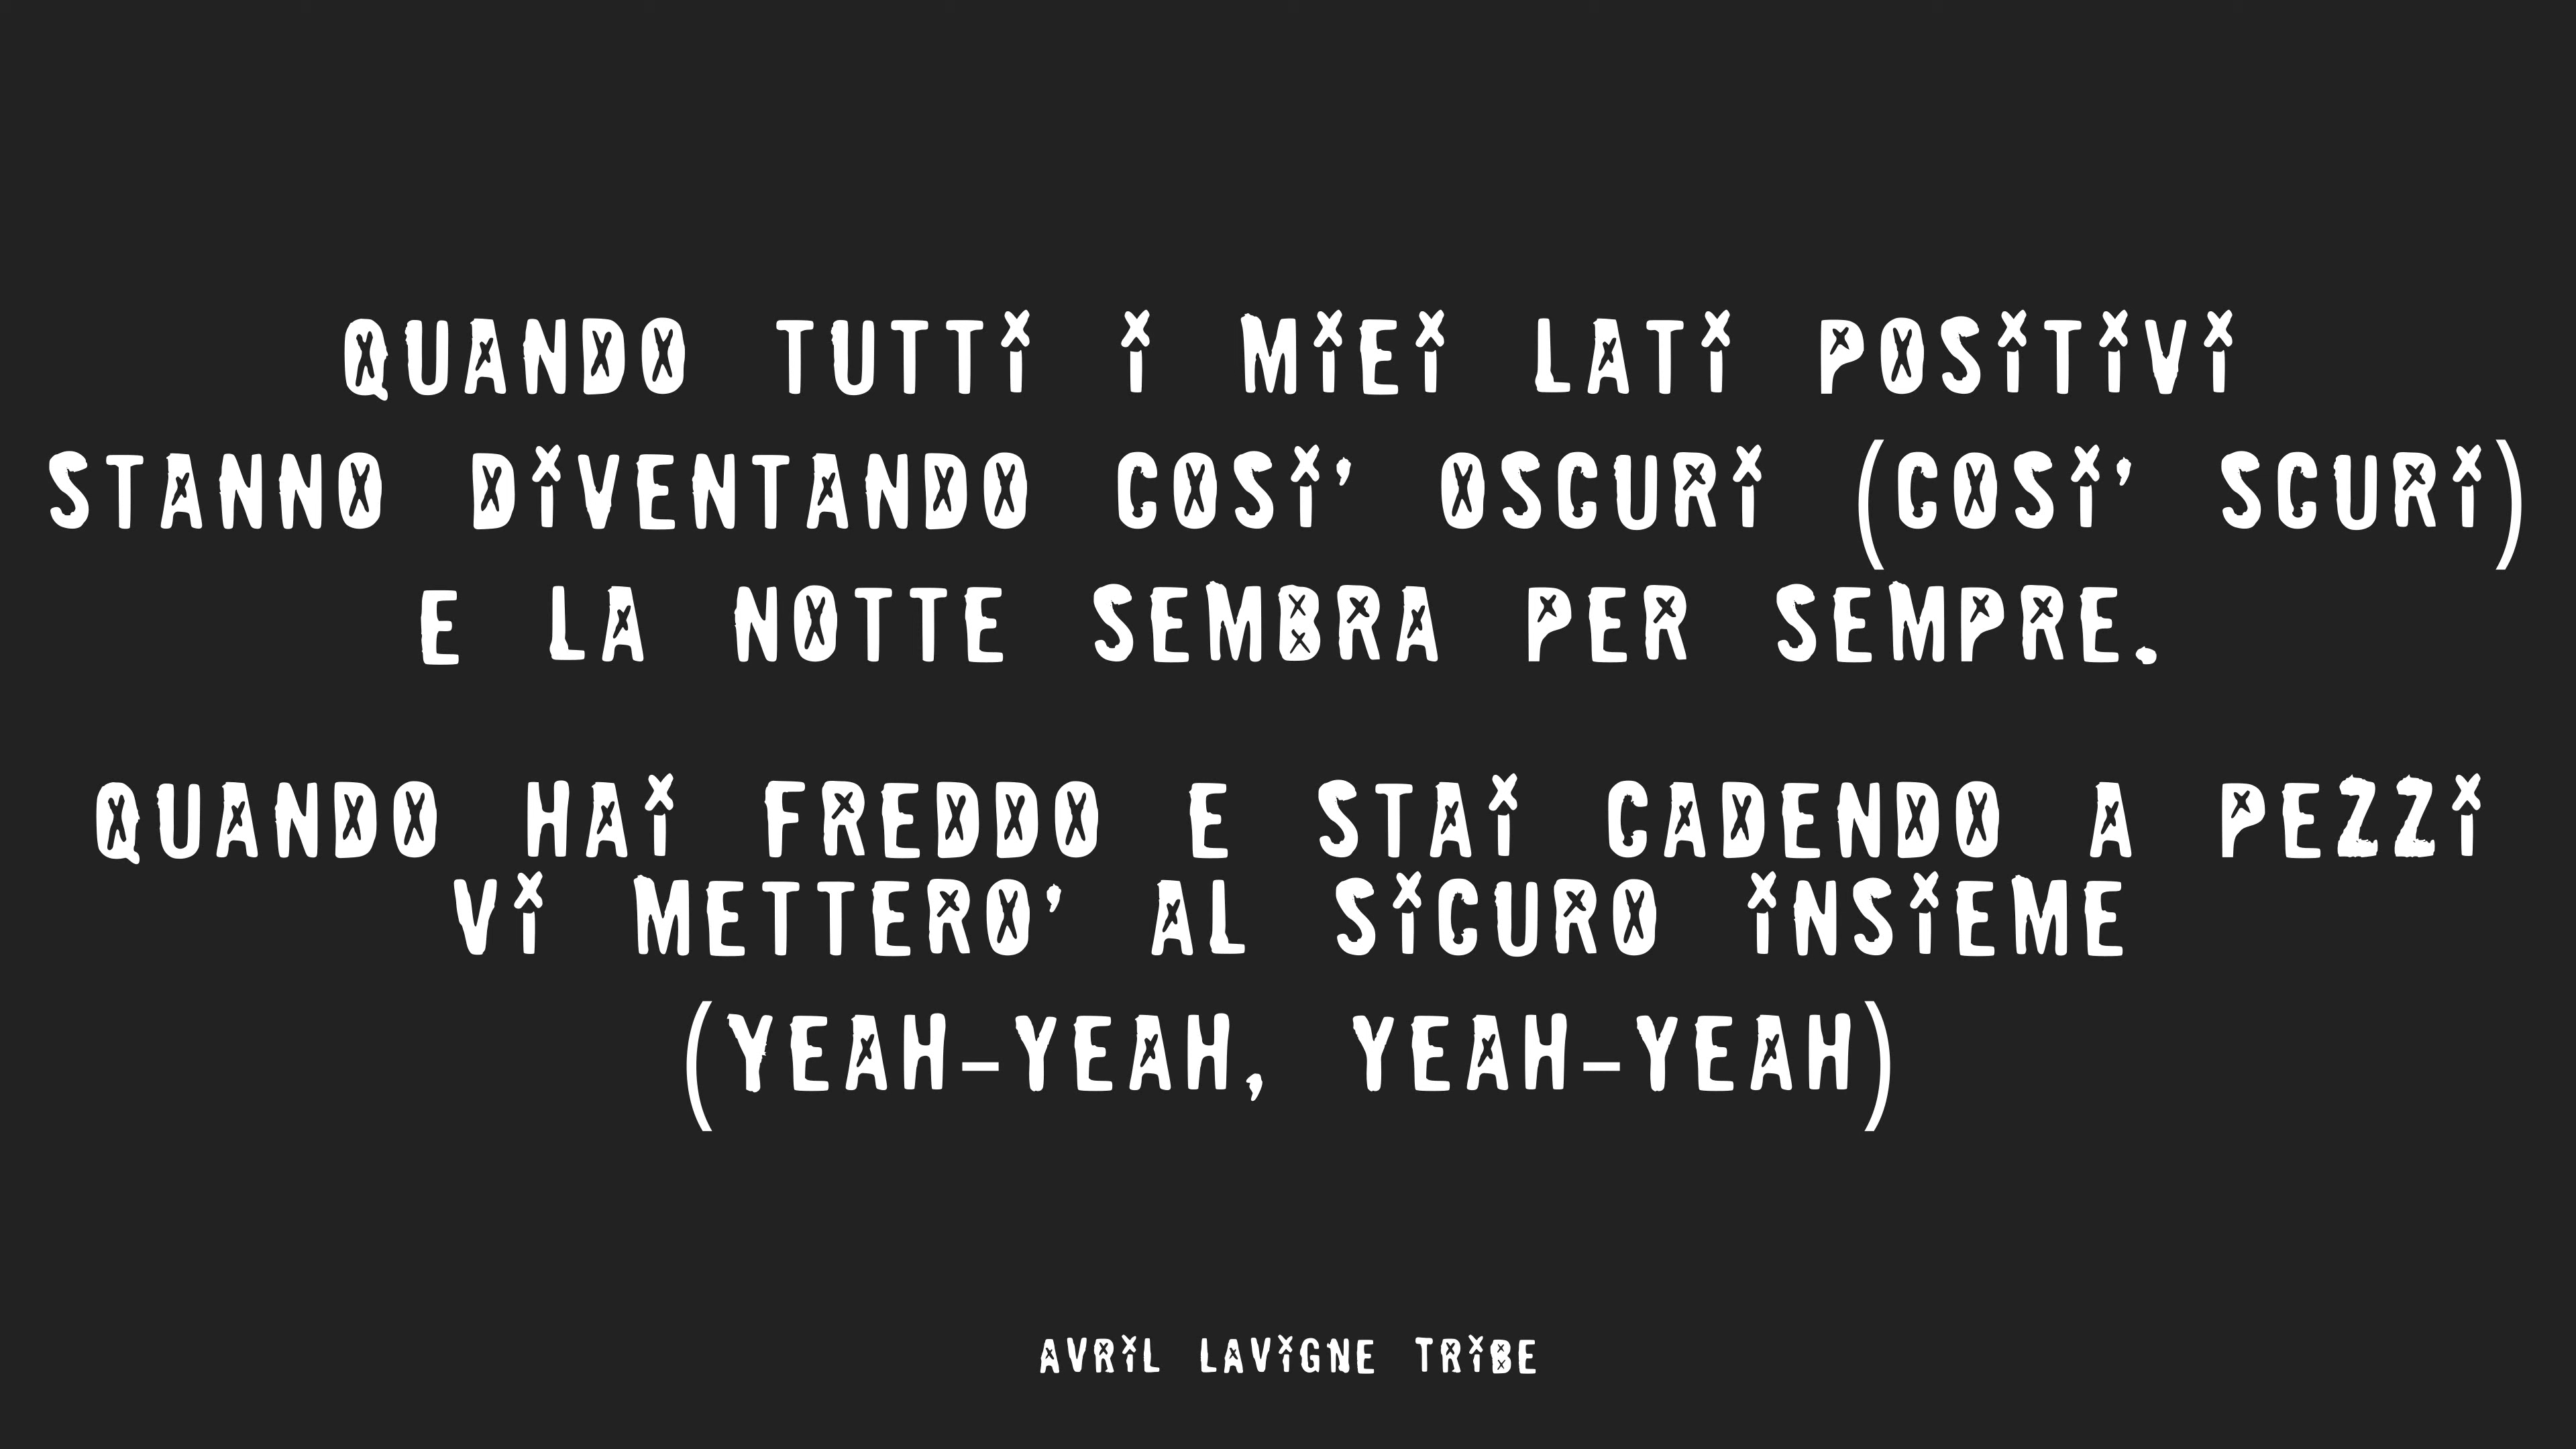 QUANDO TUTTi i MiEi LATi POSiTiVi
STANNO DiVENTANDO COSi' OSCURi (COSi' SCURi)
E LA NOTTE SEMBRA PER SEMPRE.
QUANDO HAi FREDDO E STAi CADENDO A PEZZi
Vi METTERO' AL SiCURO iNSiEME
(YEAH-YEAH, YEAH-YEAH)
AVRiL LAViGNE TRiBE